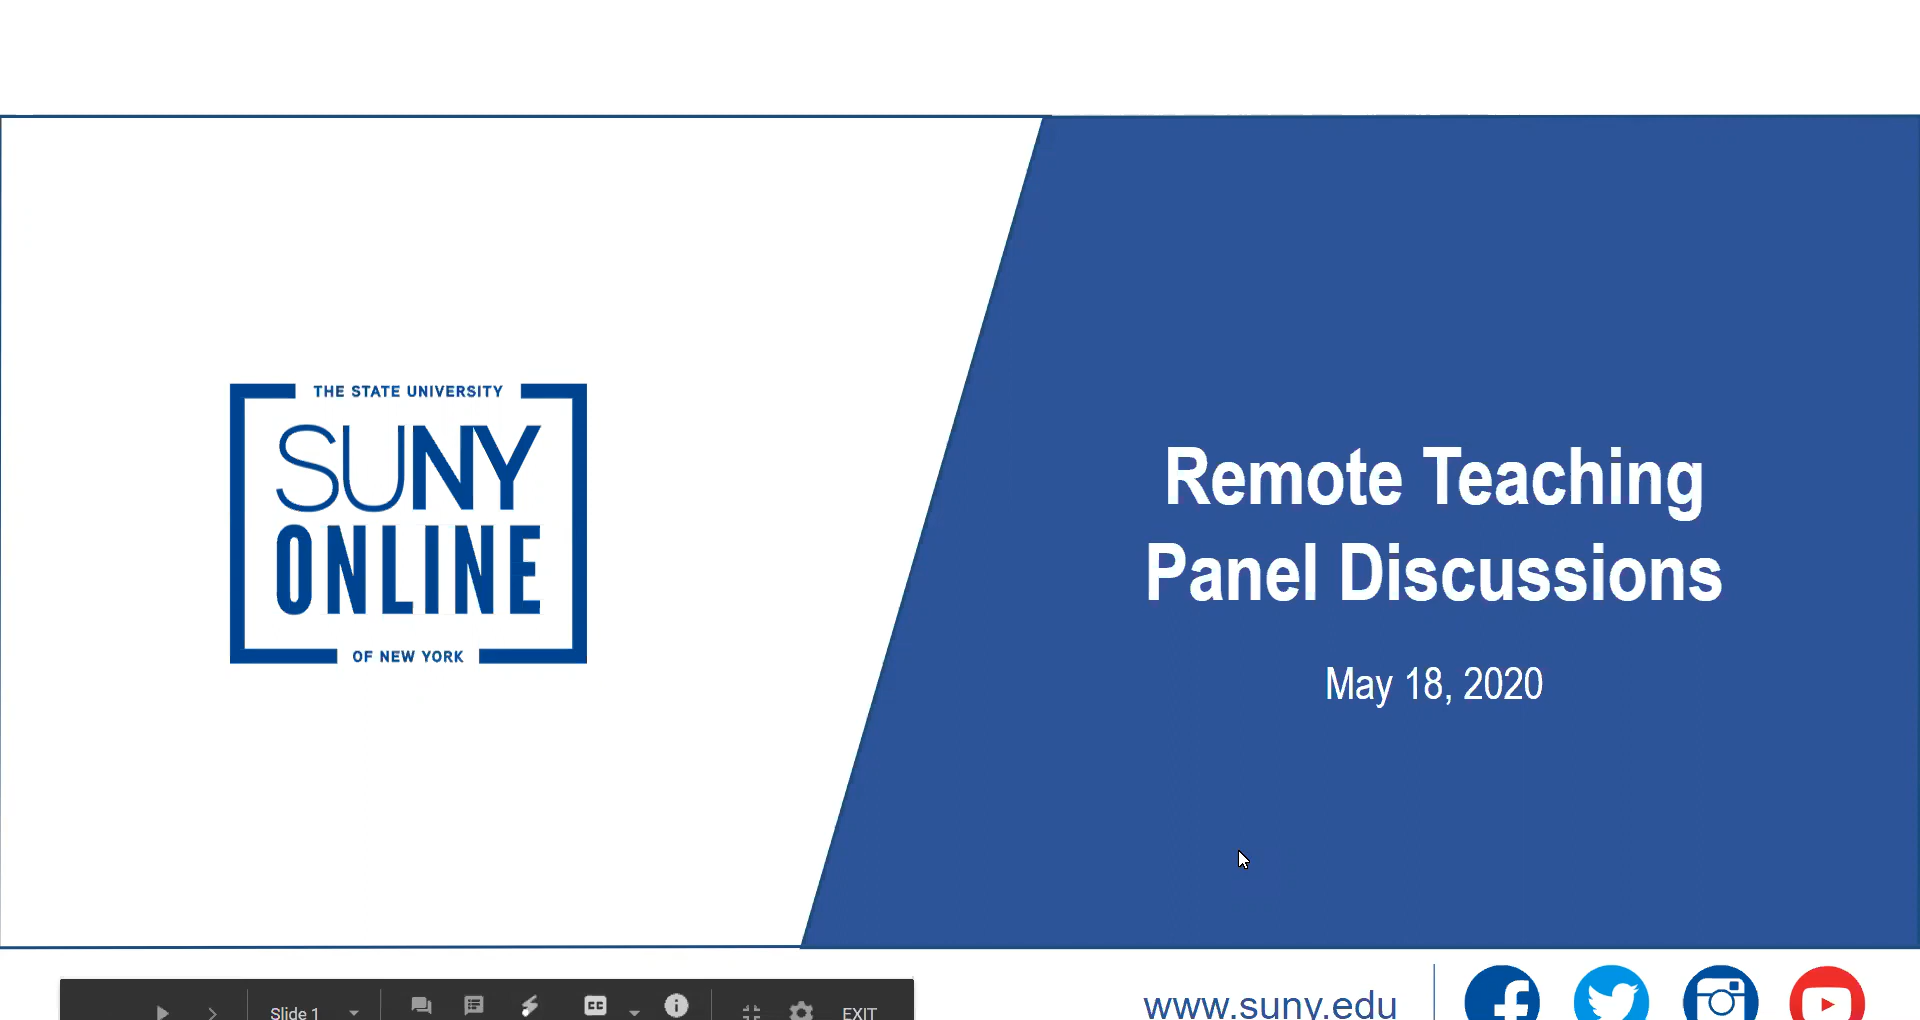 THE STATE UNIVERSITY
SUNY
ONLINE
OF NEW YORK
Remote Teaching
Panel Discussions
May 18, 2020
Slide 1
CC
EXIT
www.suny.edu